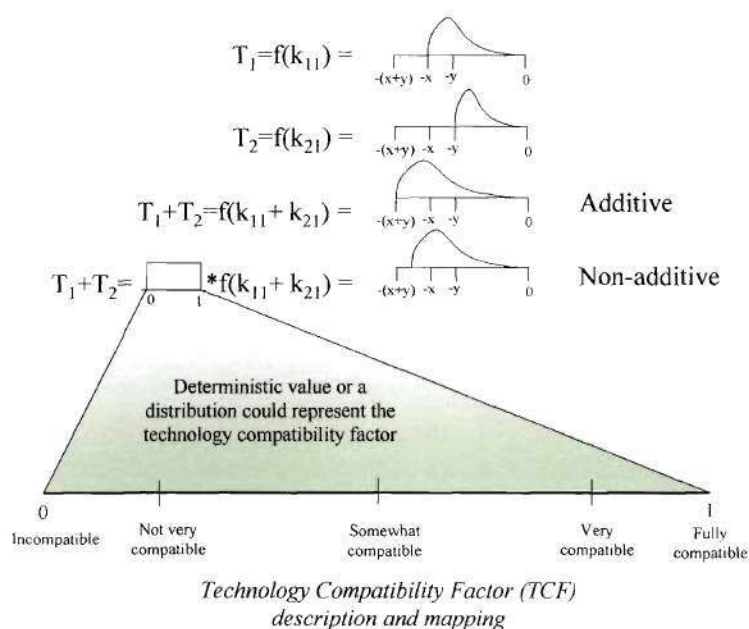 T₁=f(k₁₁) =
-(x+y) -x -y 0
T₂=f(k₂₁) =
-(x+y) -x -y 0
T₁+T₂=f(k₁₁+ k₂₁) =
-(x+y) -x -y 0
Additive
T₁+T₂= 0 1 *f(k₁₁+ k₂₁) =
-(x+y) -x -y 0
Non-additive
Deterministic value or a
distribution could represent the
technology compatibility factor
0 1
Incompatible
Not very
compatible
Somewhat
compatible
Very
compatible
Fully
compatible
Technology Compatibility Factor (TCF)
description and mapping